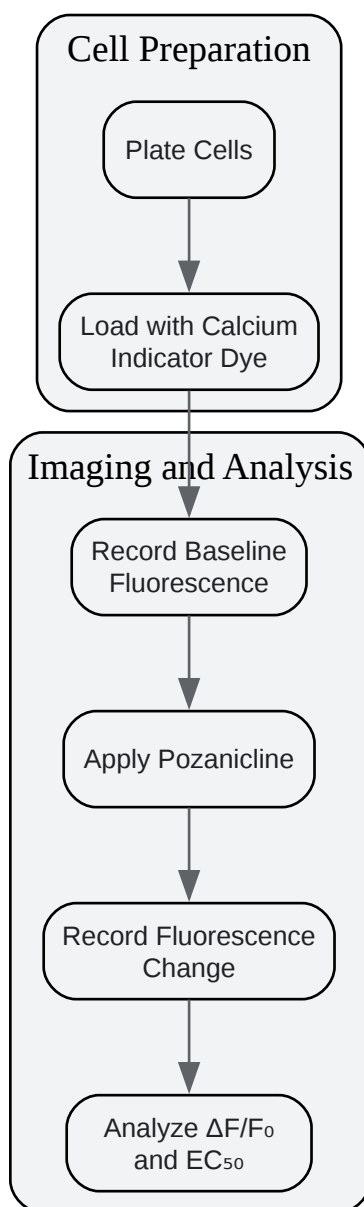 Cell Preparation
Plate Cells
Load with Calcium
Indicator Dye
Imaging and Analysis
Record Baseline
Fluorescence
Apply Pozanicline
Record Fluorescence
Change
Analyze ΔF/F₀
and EC₅₀